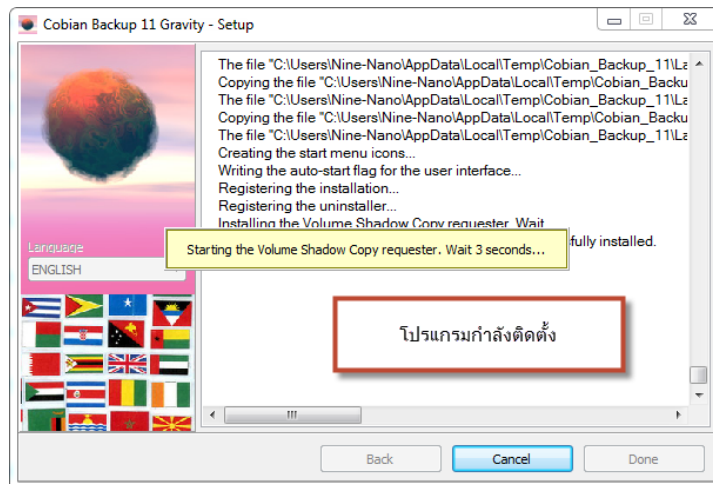 Cobian Backup 11 Gravity - Setup
The file "C:\Users\Nine-Nano\AppData\Local\Temp\Cobian_Backup_11\La
Copying the file "C:\Users\Nine-Nano\AppData\Local\Temp\Cobian_Backu
The file "C:\Users\Nine-Nano\AppData\Local\Temp\Cobian_Backup_11\La
Copying the file "C:\Users\Nine-Nano\AppData\Local\Temp\Cobian_Backu
The file "C:\Users\Nine-Nano\AppData\Local\Temp\Cobian_Backup_11\La
Creating the start menu icons...
Writing the auto-start flag for the user interface...
Registering the installation...
Registering the uninstaller...
Installing the Volume Shadow Copy requester. Wait
fully installed.
Starting the Volume Shadow Copy requester. Wait 3 seconds...
Language
ENGLISH
โปรแกรมกำลังติดตั้ง
Back
Cancel
Done